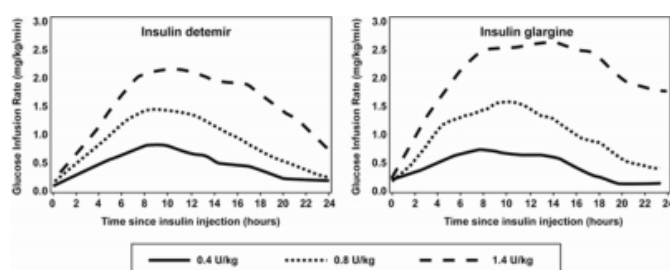 Insulin detemir
Glucose Infusion Rate (mg/kg/min)
3.0
2.5
2.0
1.5
1.0
0.5
0.0
0 2 4 6 8 10 12 14 16 18 20 22 24
Time since insulin injection (hours)
Insulin glargine
Glucose Infusion Rate (mg/kg/min)
3.0
2.5
2.0
1.5
1.0
0.5
0.0
0 2 4 6 8 10 12 14 16 18 20 22 24
Time since insulin injection (hours)
0.4 U/kg 0.8 U/kg 1.4 U/kg